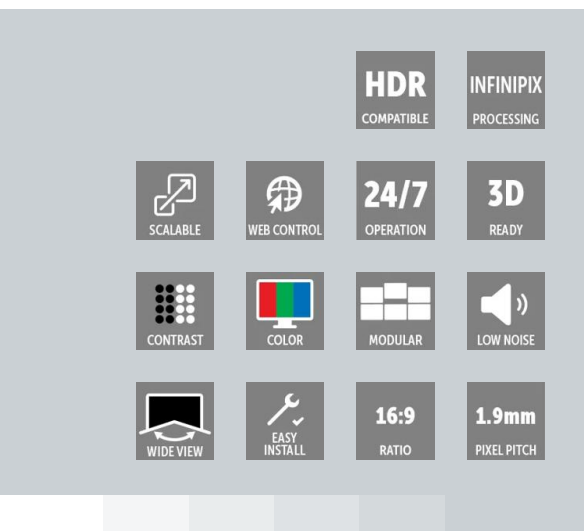 HDR
COMPATIBLE
INFINIPIX
PROCESSING
SCALABLE
WEB CONTROL
24/7
OPERATION
3D
READY
CONTRAST
COLOR
MODULAR
LOW NOISE
WIDE VIEW
EASY
INSTALL
16:9
RATIO
1.9mm
PIXEL PITCH